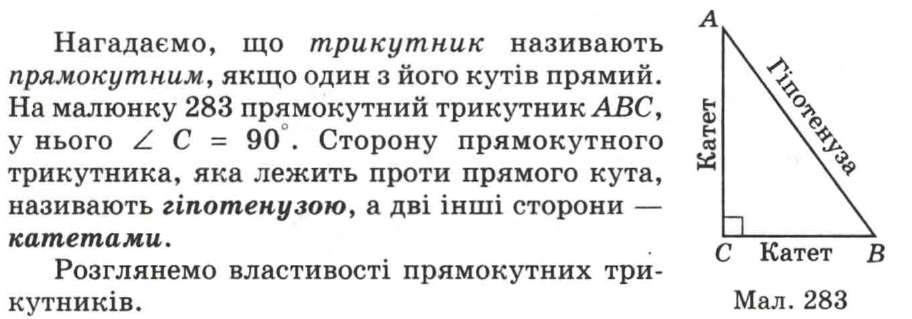 Нагадаємо, що трикутник називають
прямокутним, якщо один з його кутів прямий.
На малюнку 283 прямокутний трикутник ABC,
у нього ∠ C = 90°. Сторону прямокутного
трикутника, яка лежить проти прямого кута,
називають гіпотенузою, а дві інші сторони —
катетами.
Розглянемо властивості прямокутних три-
кутників.
A
Гіпотенуза
Катет
C Катет B
Мал. 283